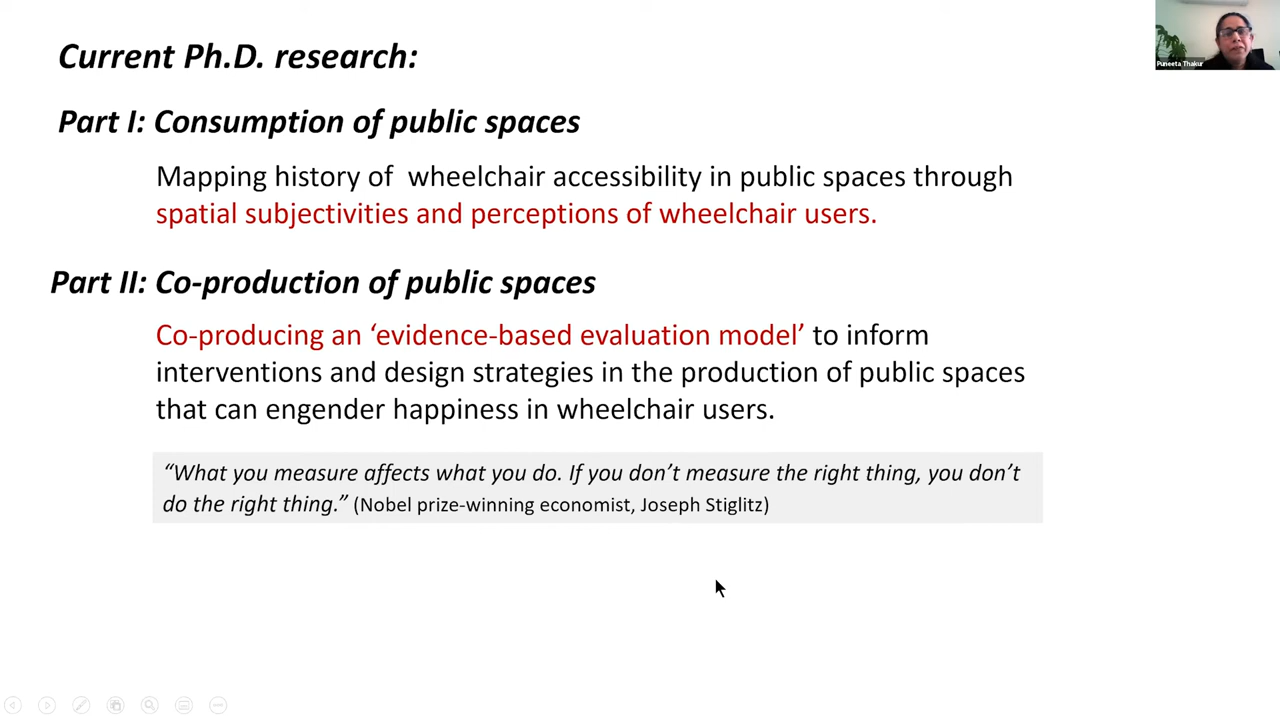 Current Ph.D. research:
Puneeta Thakur
Part I: Consumption of public spaces
Mapping history of wheelchair accessibility in public spaces through
spatial subjectivities and perceptions of wheelchair users.
Part II: Co-production of public spaces
Co-producing an ‘evidence-based evaluation model’ to inform
interventions and design strategies in the production of public spaces
that can engender happiness in wheelchair users.
“What you measure affects what you do. If you don’t measure the right thing, you don’t
do the right thing.” (Nobel prize-winning economist, Joseph Stiglitz)